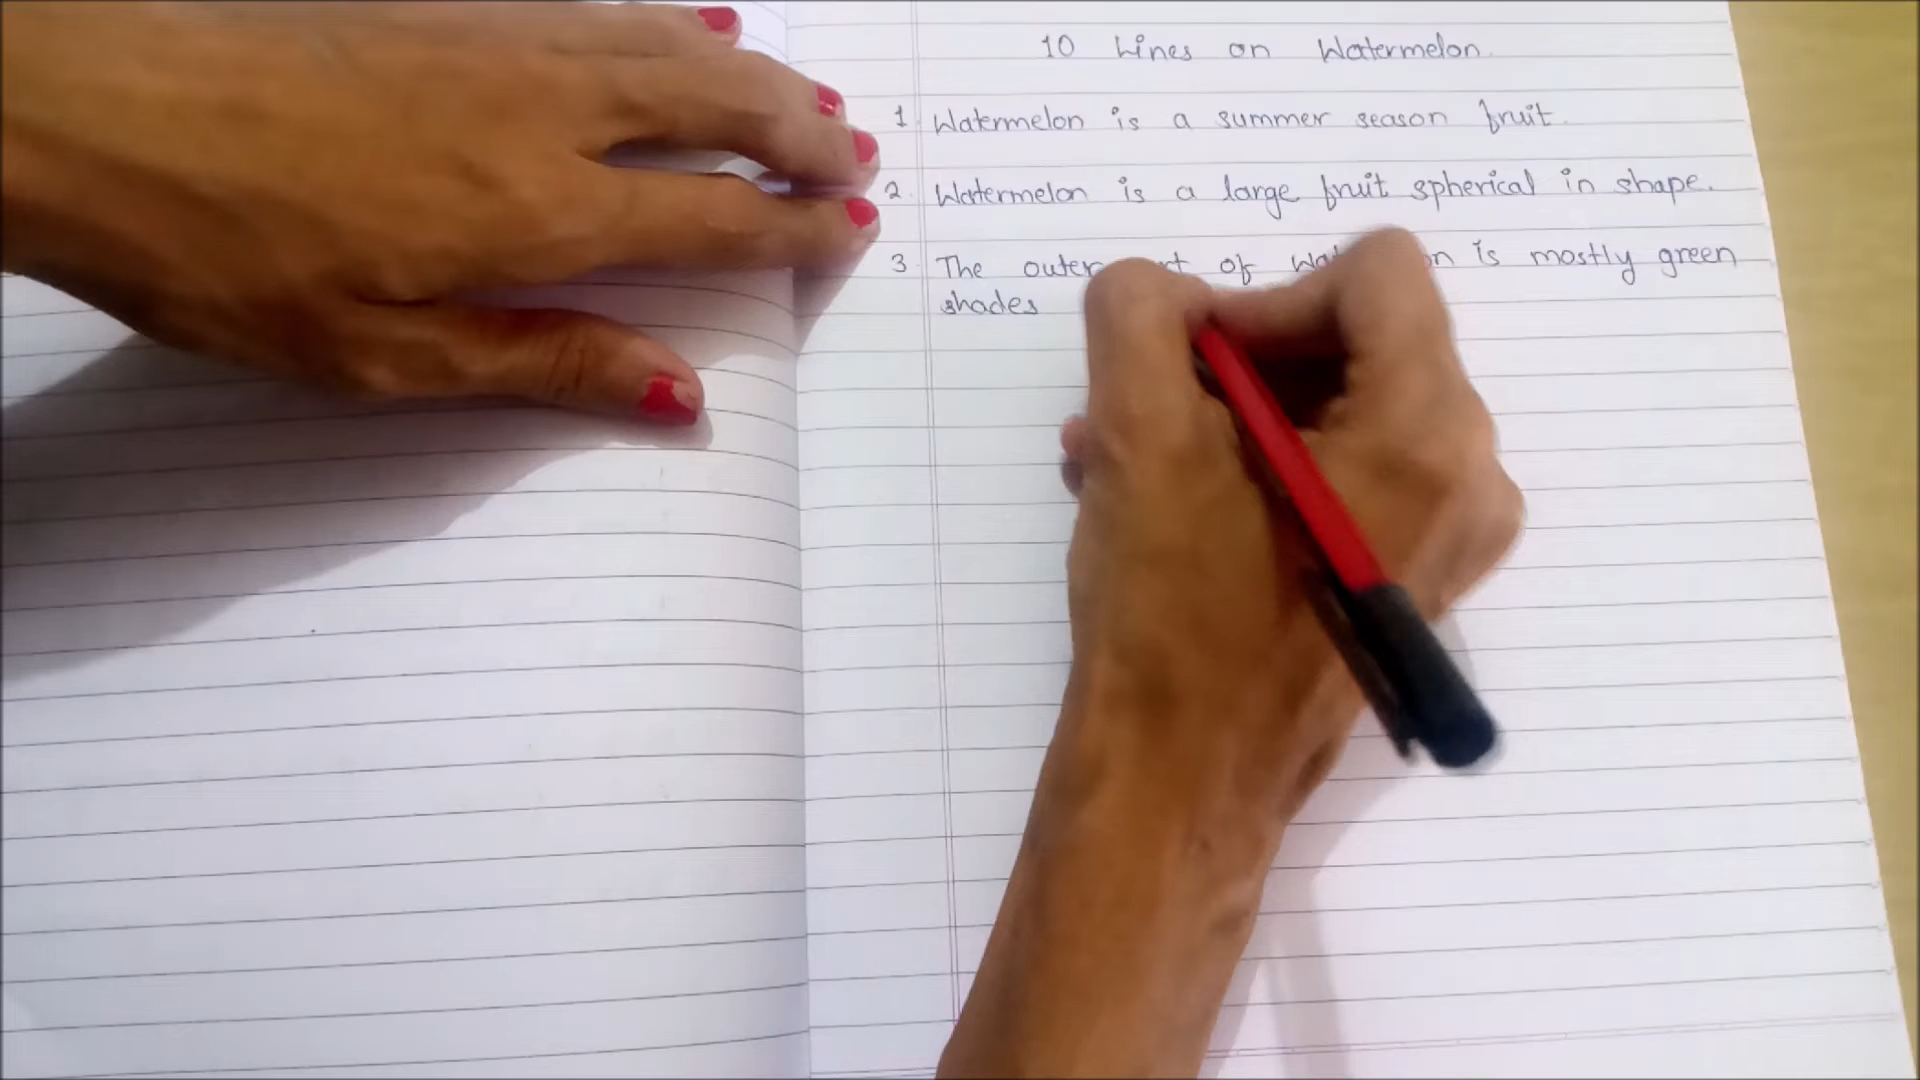 10 Lines on Watermelon.
1 Watermelon is a summer season fruit.
2. Watermelon is a large fruit spherical in shape.
3 The outer of is mostly green
shades